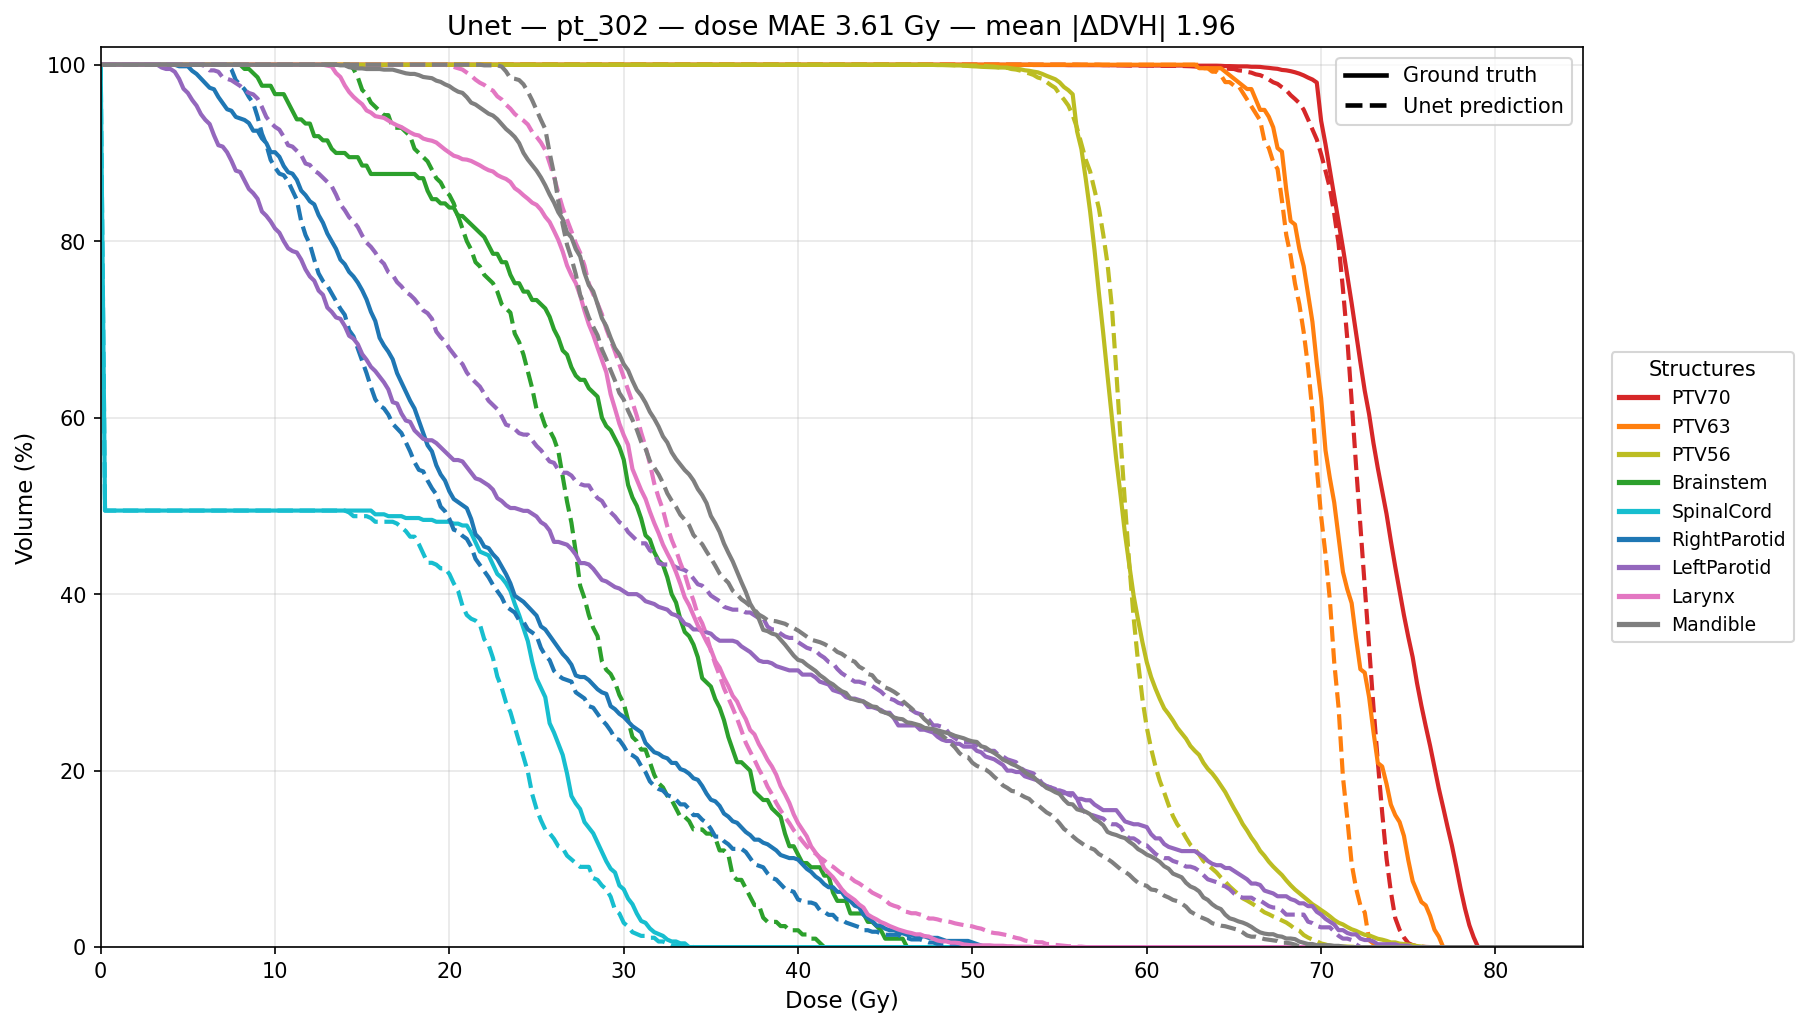 Unet — pt_302 — dose MAE 3.61 Gy — mean |ΔDVH| 1.96
Ground truth
Unet prediction
Structures
PTV70
PTV63
PTV56
Brainstem
SpinalCord
RightParotid
LeftParotid
Larynx
Mandible
Volume (%)
100
80
60
40
20
0
0 10 20 30 40 50 60 70 80
Dose (Gy)